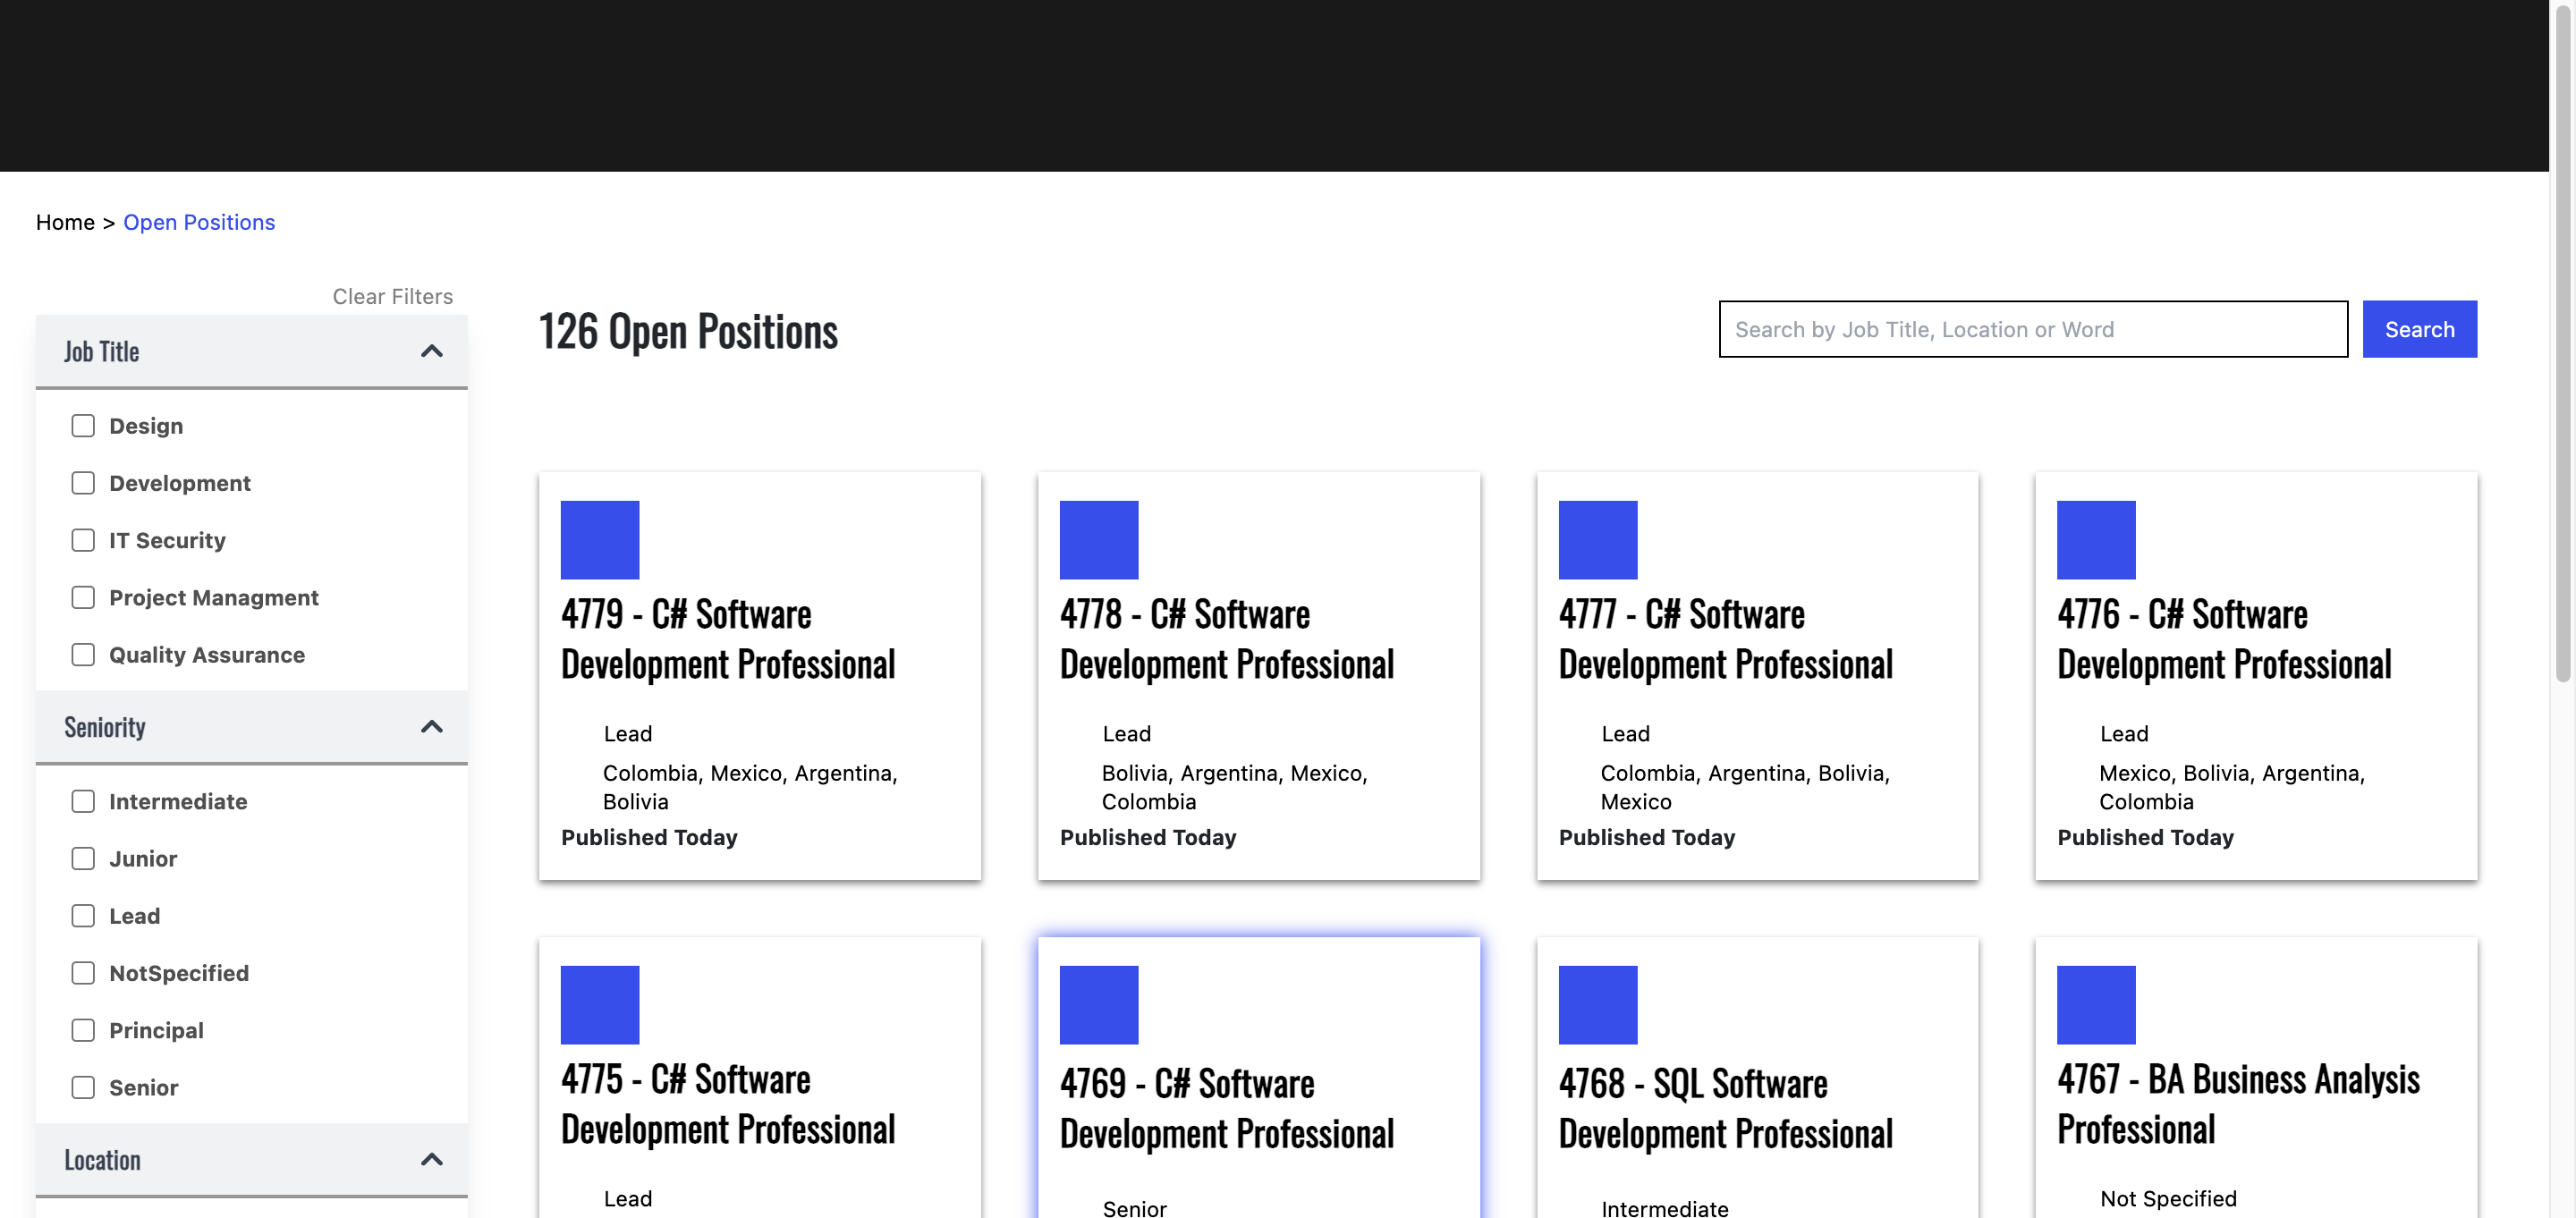 Home > Open Positions
Clear Filters
Job Title
Design
Development
IT Security
Project Managment
Quality Assurance
Seniority
Intermediate
Junior
Lead
NotSpecified
Principal
Senior
Location
126 Open Positions
Search by Job Title, Location or Word
Search
4779 - C# Software
Development Professional
Lead
Colombia, Mexico, Argentina,
Bolivia
Published Today
4778 - C# Software
Development Professional
Lead
Bolivia, Argentina, Mexico,
Colombia
Published Today
4777 - C# Software
Development Professional
Lead
Colombia, Argentina, Bolivia,
Mexico
Published Today
4776 - C# Software
Development Professional
Lead
Mexico, Bolivia, Argentina,
Colombia
Published Today
4775 - C# Software
Development Professional
Lead
4769 - C# Software
Development Professional
Senior
4768 - SQL Software
Development Professional
Intermediate
4767 - BA Business Analysis
Professional
Not Specified